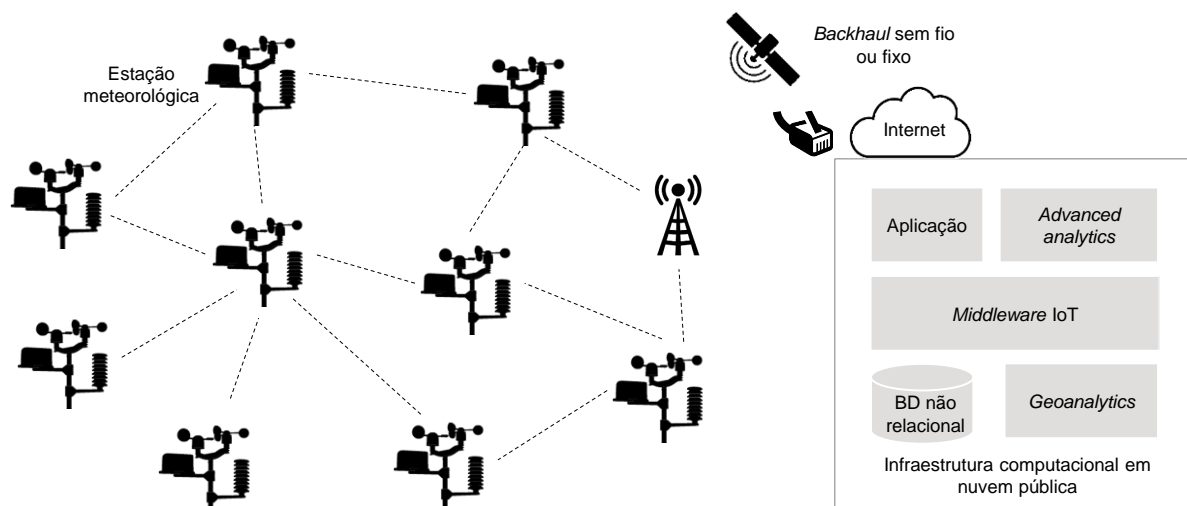 Backhaul sem fio
ou fixo
Estação
meteorológica
Internet
Aplicação
Advanced
analytics
Middleware IoT
BD não
relacional
Geoanalytics
Infraestrutura computacional em
nuvem pública